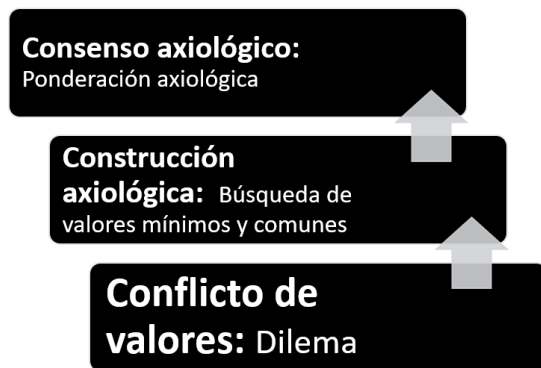 Consenso axiológico:
Ponderación axiológica
Construcción
axiológica: Búsqueda de
valores mínimos y comunes
Conflicto de
valores: Dilema